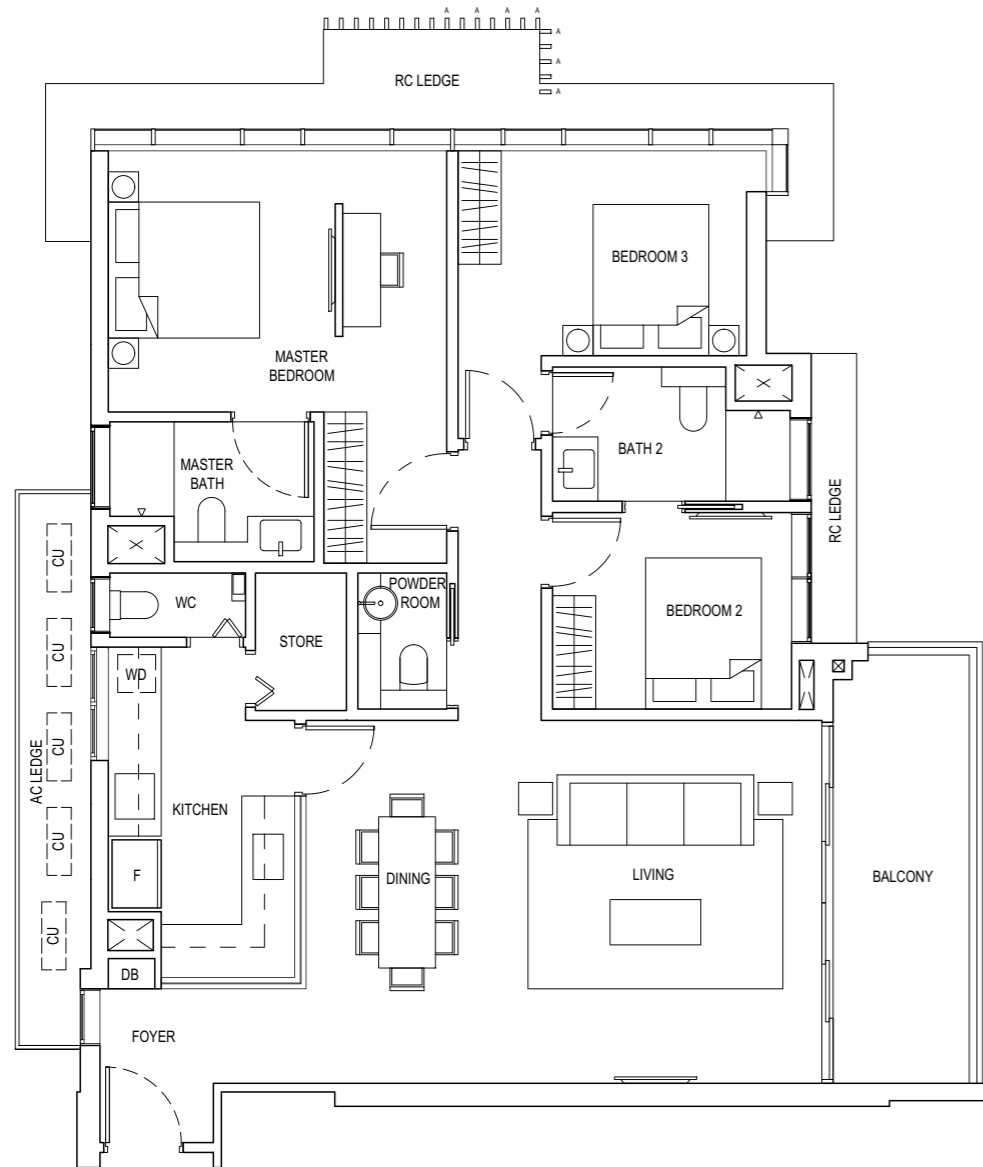 A A A A
A
A
A
RC LEDGE
BEDROOM 3
MASTER
BEDROOM
BATH 2
MASTER
BATH
RC LEDGE
CU
WC
POWDER
ROOM
BEDROOM 2
STORE
CU
WD
CU
AC LEDGE
KITCHEN
CU
F
DINING
LIVING
BALCONY
CU
DB
FOYER